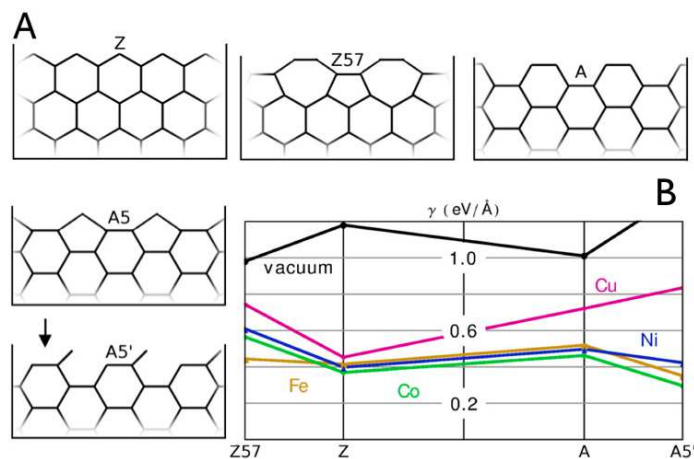 A
Z
Z57
A
A5
A5'
B
γ (eV/Å)
1.0
vacuum
Cu
0.6
Ni
Fe
Co
0.2
Z57
Z
A
A5'